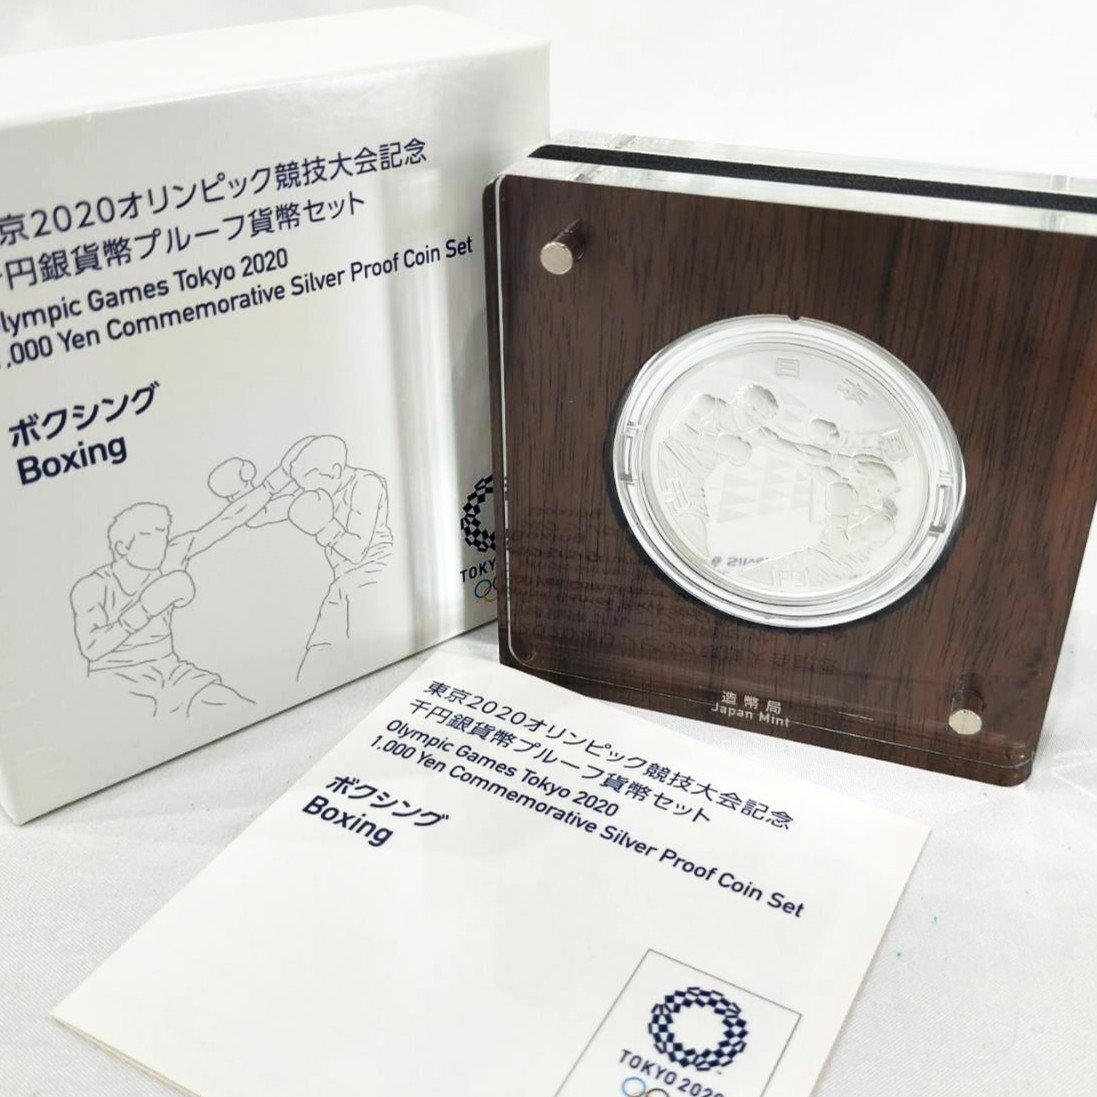 京2020オリンピック競技大会記念
千円銀貨幣プルーフ貨幣セット
lympic Games Tokyo 2020
1,000 Yen Commemorative Silver Proof Coin Set
ボクシング
Boxing
TOKYO
日本国
千円
造幣局
Japan Mint
東京2020オリンピック競技大会記念
千円銀貨幣プルーフ貨幣セット
Olympic Games Tokyo 2020
1,000 Yen Commemorative Silver Proof Coin Set
ボクシング
Boxing
TOKYO 2020